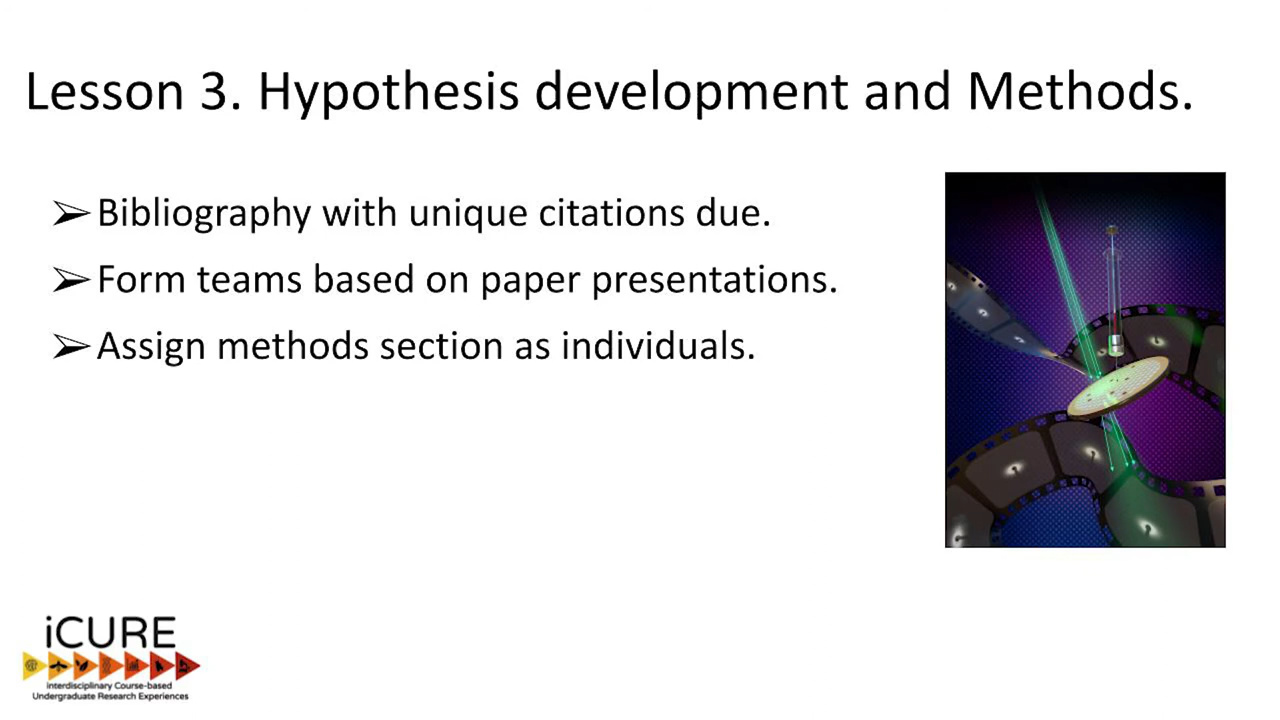 Lesson 3. Hypothesis development and Methods.
➢Bibliography with unique citations due.
➢Form teams based on paper presentations.
➢Assign methods section as individuals.
iCURE
interdisciplinary Course-based
Undergraduate Research Experiences